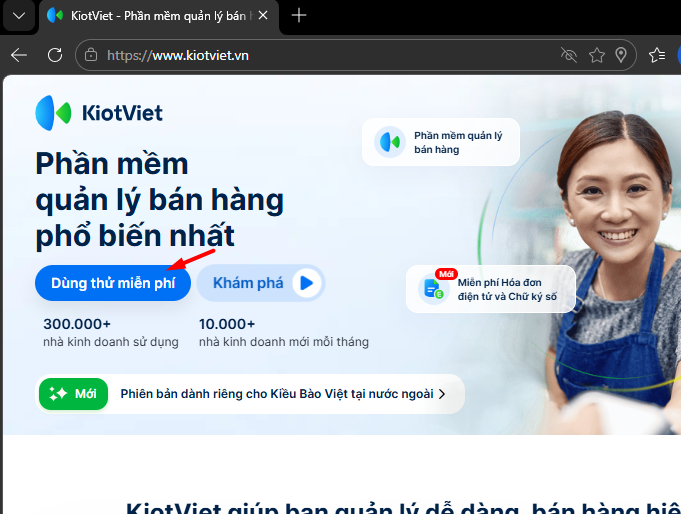 KiotViet - Phần mềm quản lý bán h
https://www.kiotviet.vn
KiotViet
Phần mềm
quản lý bán hàng
phổ biến nhất
Dùng thử miễn phí
Khám phá
300.000+
nhà kinh doanh sử dụng
10.000+
nhà kinh doanh mới mỗi tháng
Mới
Phiên bản dành riêng cho Kiều Bào Việt tại nước ngoài
Phần mềm quản lý
bán hàng
Mới
Miễn phí Hóa đơn
điện tử và Chữ ký số
KiotViet giúp bạn quản lý dễ dàng, bán hàng hiệ